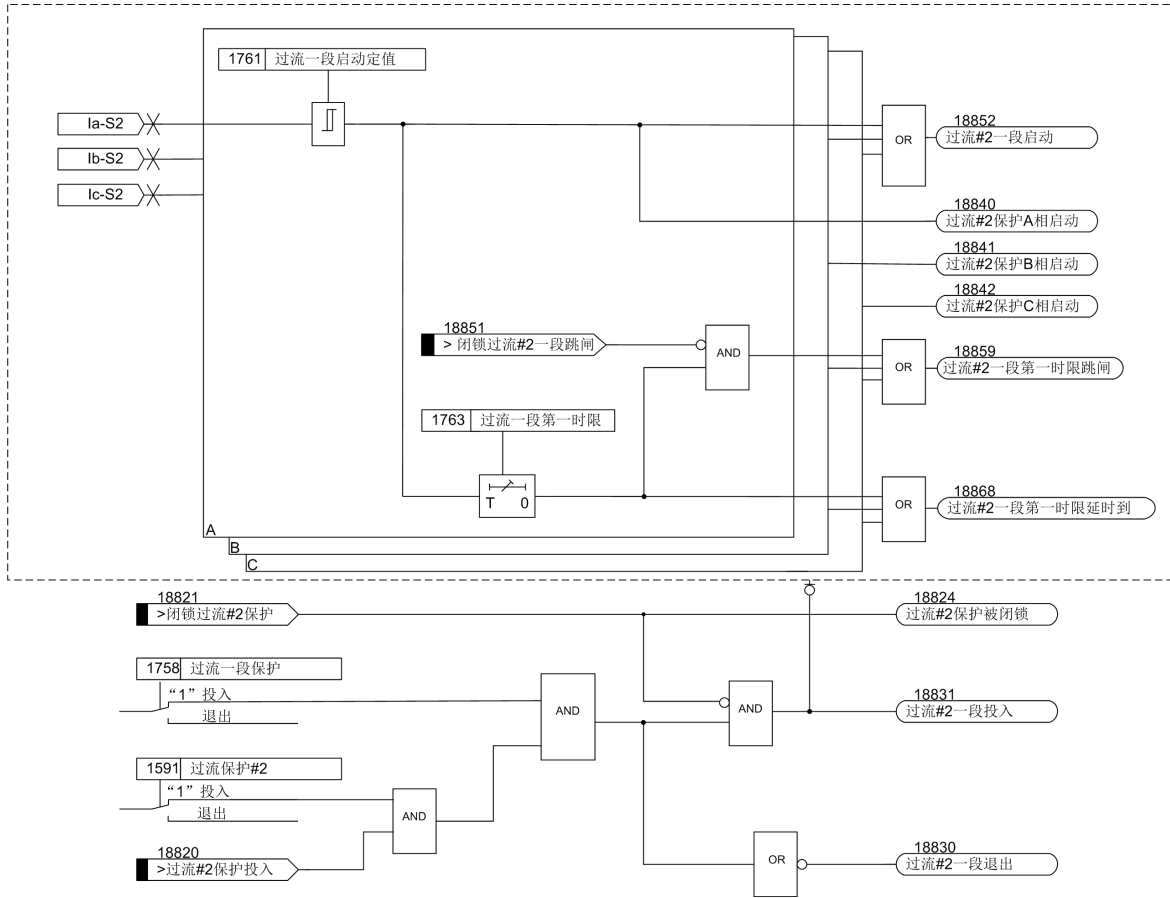 1761 过流一段启动定值
Ia-S2
Ib-S2
Ic-S2
OR
18852
过流#2一段启动
18840
过流#2保护A相启动
18841
过流#2保护B相启动
18842
过流#2保护C相启动
18851
> 闭锁过流#2一段跳闸
AND
OR
18859
过流#2一段第一时限跳闸
1763 过流一段第一时限
T 0
OR
18868
过流#2一段第一时限延时到
A
B
C
18821
>闭锁过流#2保护
18824
过流#2保护被闭锁
1758 过流一段保护
“1”投入
退出
AND
AND
18831
过流#2一段投入
1591 过流保护#2
“1”投入
退出
AND
18820
>过流#2保护投入
OR
18830
过流#2一段退出